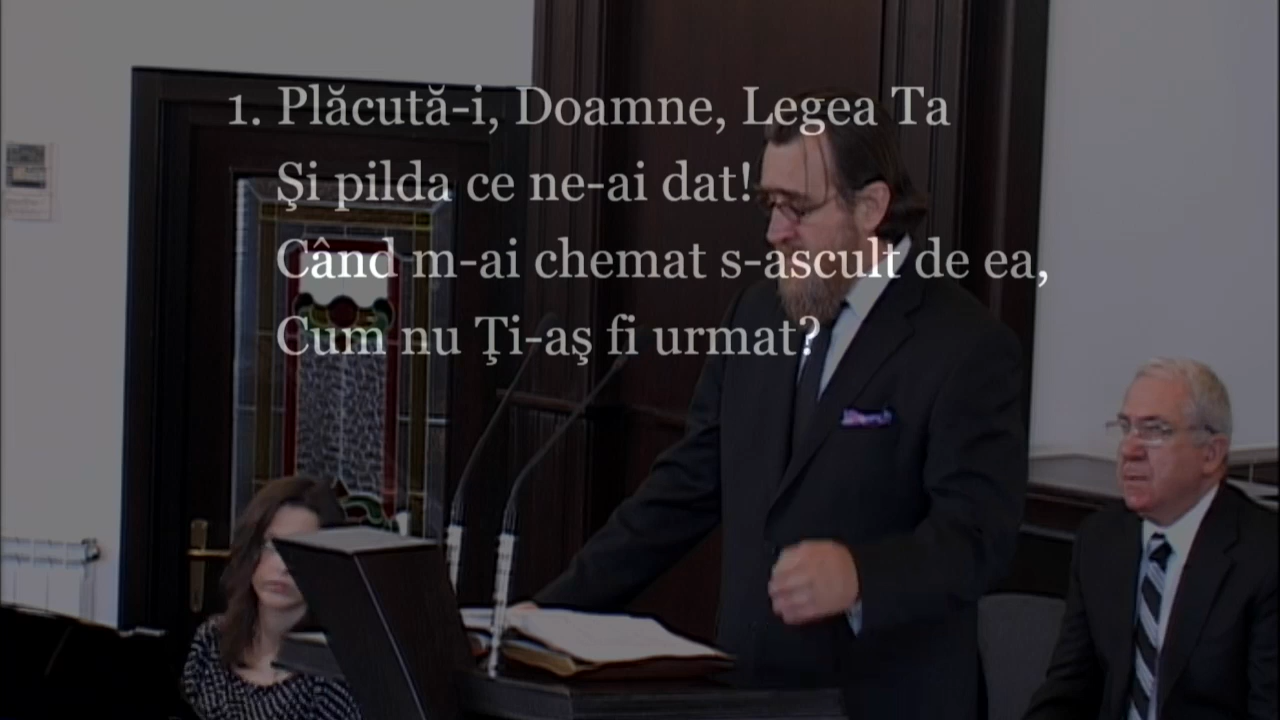 1. Plăcută-i, Doamne, Legea Ta
Şi pilda ce ne-ai dat!
Când m-ai chemat s-ascult de ea,
Cum nu Ţi-aş fi urmat?